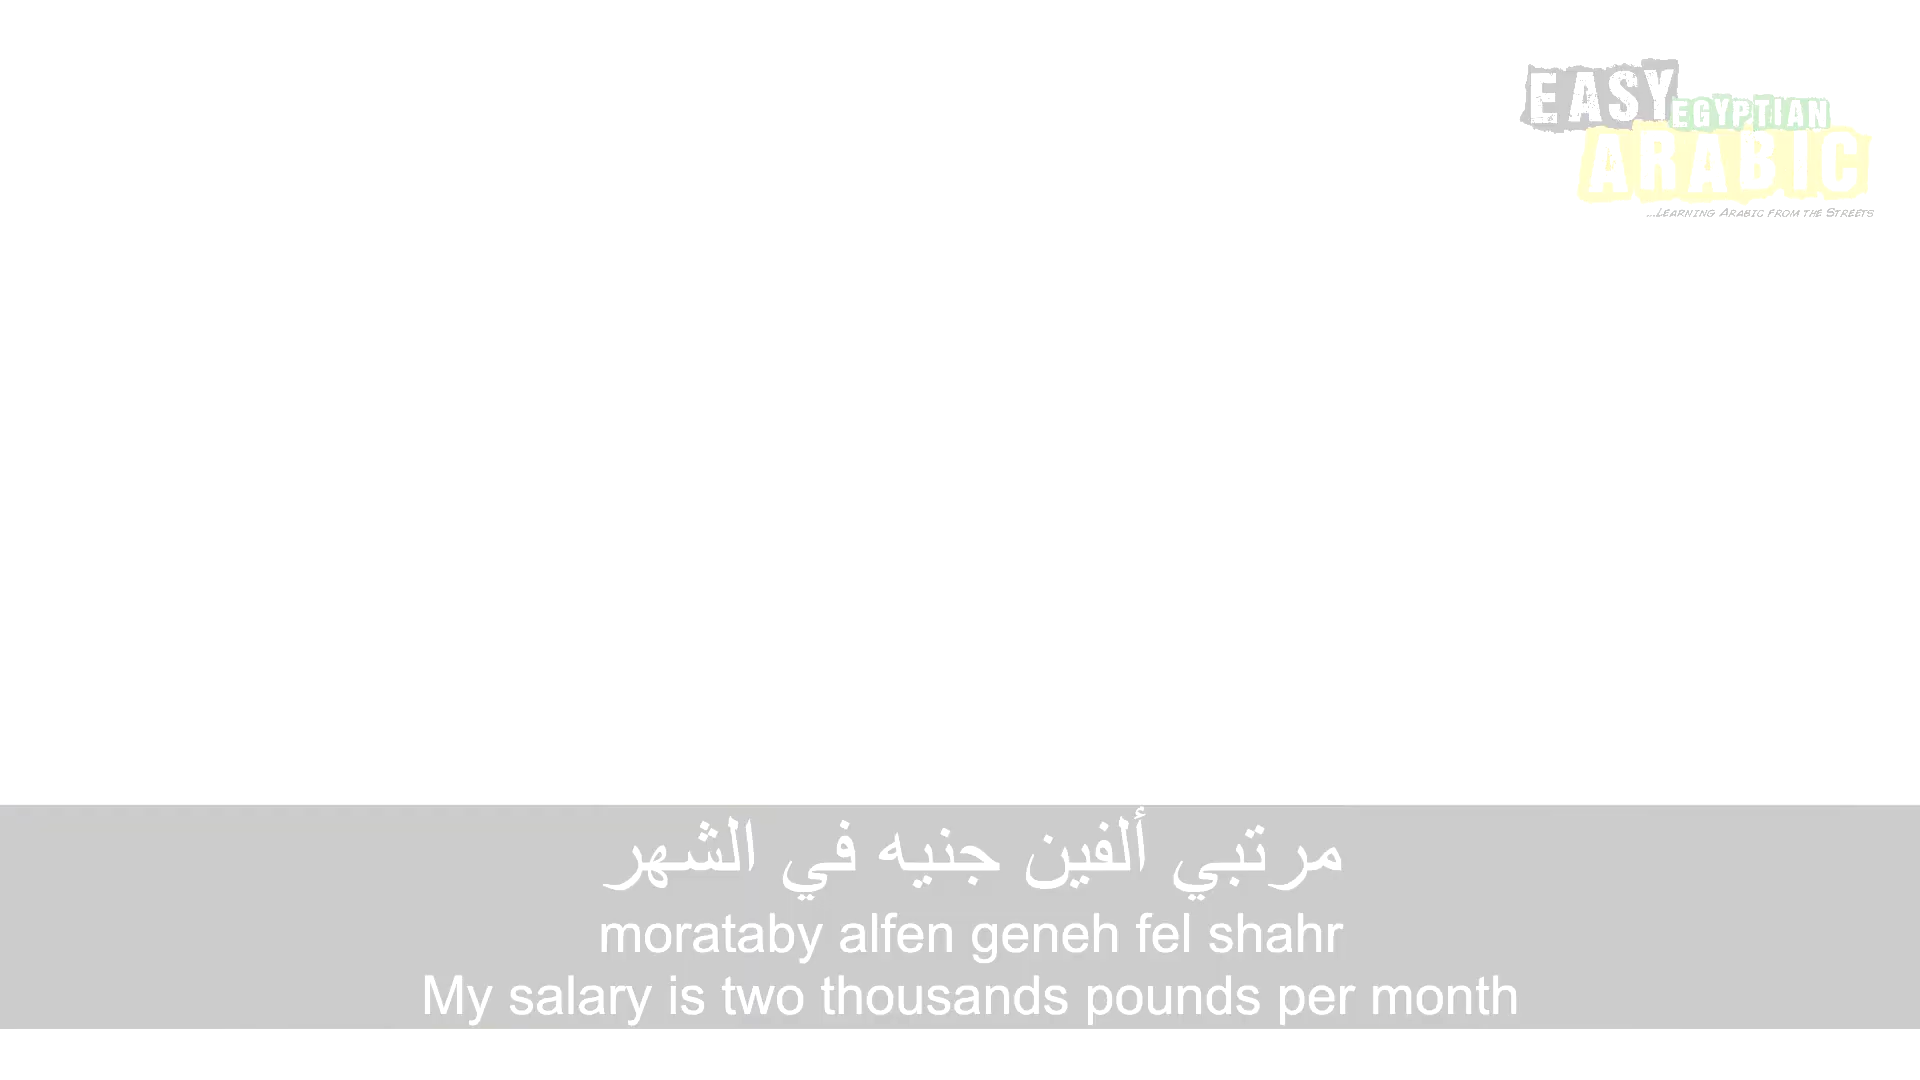 EASY
EGYPTIAN
ARABIC
...Learning Arabic from the Streets
مرتبي ألفين جنيه في الشهر
morataby alfen geneh fel shahr
My salary is two thousands pounds per month